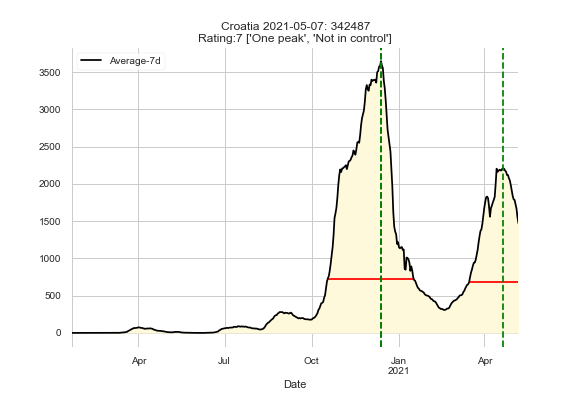 Croatia 2021-05-07: 342487
Rating:7 ['One peak', 'Not in control']
Average-7d
3500
3000
2500
2000
1500
1000
500
0
Apr
Jul
Oct
Jan
2021
Apr
Date